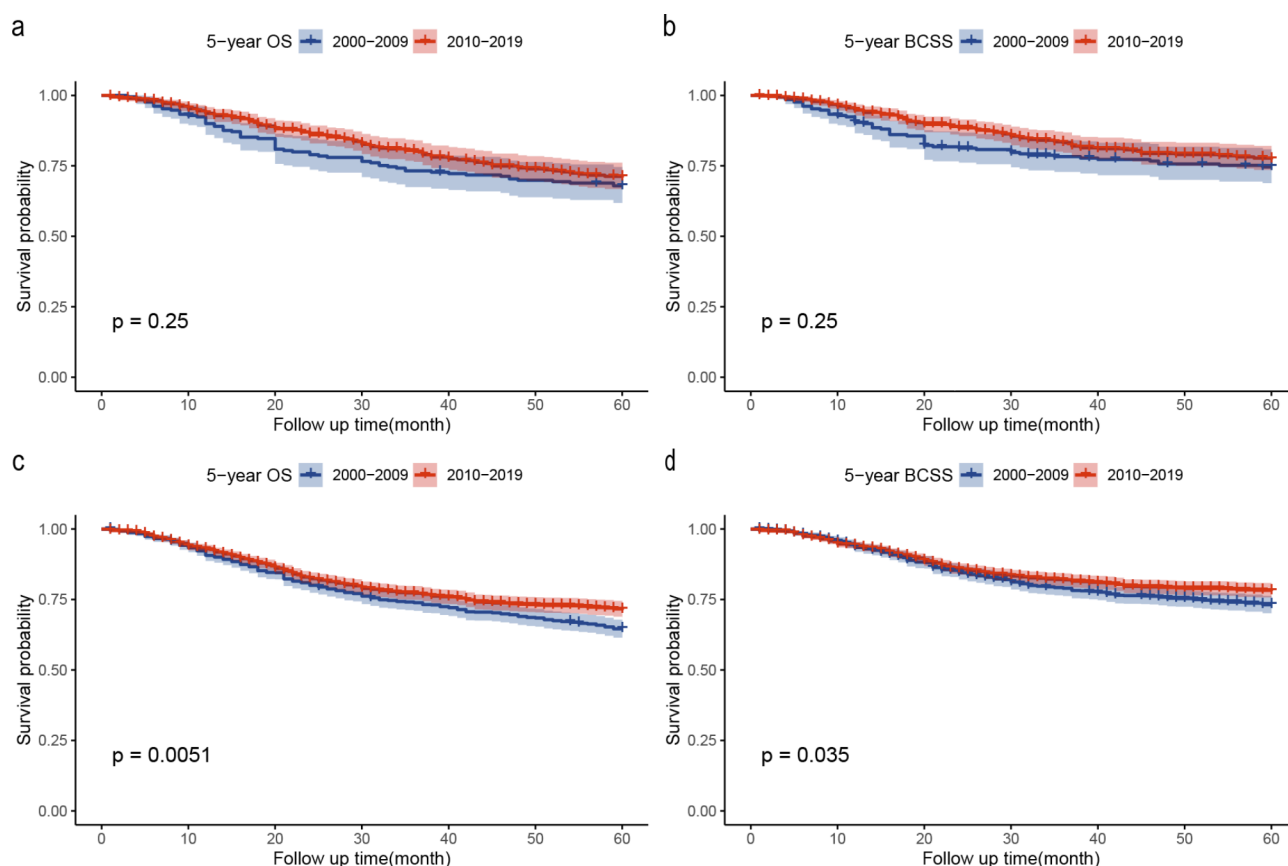 a
5-year OS 2000-2009 2010-2019
1.00
0.75
0.50
0.25
0.00
Survival probability
p = 0.25
0 10 20 30 40 50 60
Follow up time(month)
b
5-year BCSS 2000-2009 2010-2019
1.00
0.75
0.50
0.25
0.00
Survival probability
p = 0.25
0 10 20 30 40 50 60
Follow up time(month)
c
5-year OS 2000-2009 2010-2019
1.00
0.75
0.50
0.25
0.00
Survival probability
p = 0.0051
0 10 20 30 40 50 60
Follow up time(month)
d
5-year BCSS 2000-2009 2010-2019
1.00
0.75
0.50
0.25
0.00
Survival probability
p = 0.035
0 10 20 30 40 50 60
Follow up time(month)